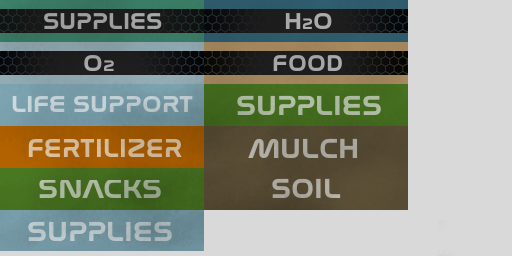 SUPPLIES
H2O
O2
FOOD
LIFE SUPPORT
SUPPLIES
FERTILIZER
MULCH
SNACKS
SOIL
SUPPLIES